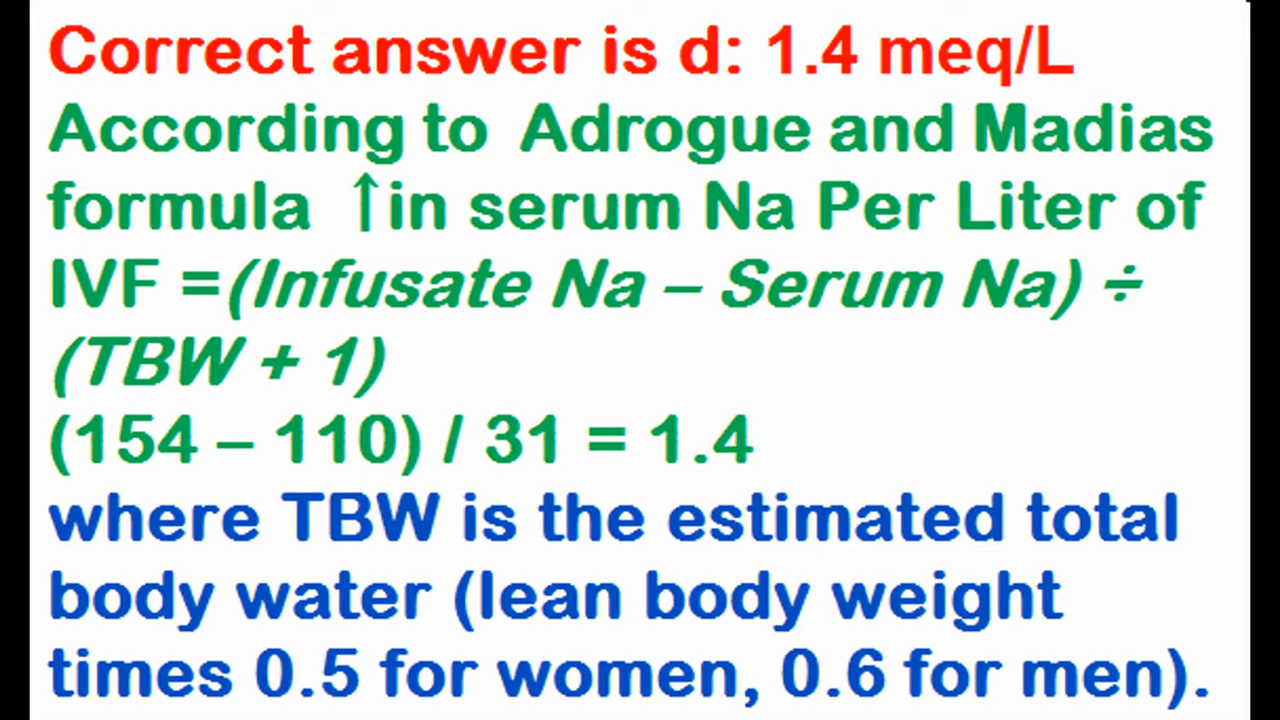 Correct answer is d: 1.4 meq/L
According to Adrogue and Madias
formula ↑in serum Na Per Liter of
IVF =(Infusate Na – Serum Na) ÷
(TBW + 1)
(154 – 110) / 31 = 1.4
where TBW is the estimated total
body water (lean body weight
times 0.5 for women, 0.6 for men).